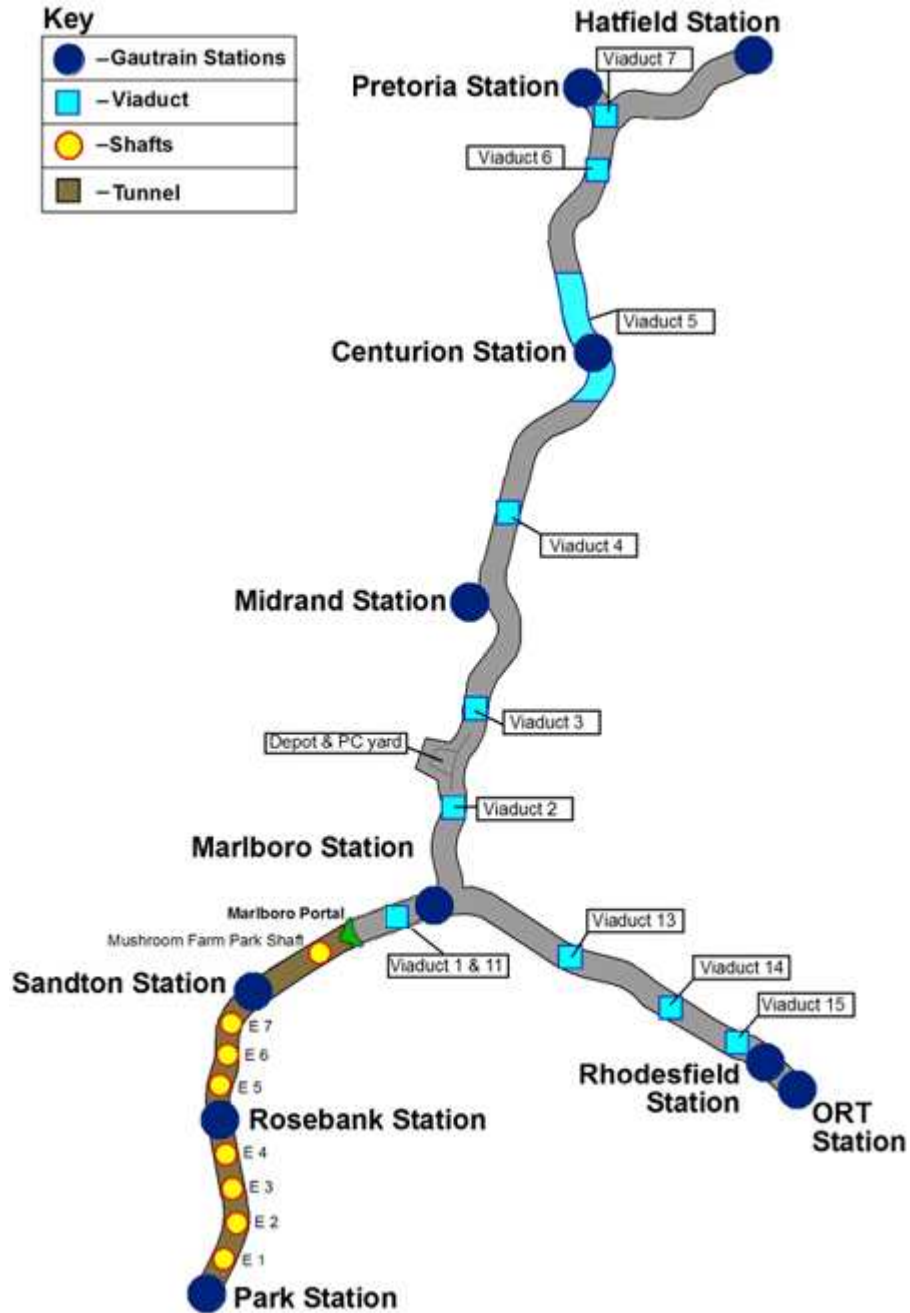 Key
–Gautrain Stations
–Viaduct
–Shafts
–Tunnel
Hatfield Station
Viaduct 7
Pretoria Station
Viaduct 6
Viaduct 5
Centurion Station
Viaduct 4
Midrand Station
Viaduct 3
Depot & PC yard
Viaduct 2
Marlboro Station
Marlboro Portal
Mushroom Farm Park Shaft
Viaduct 1 & 11
Viaduct 13
Viaduct 14
Viaduct 15
Sandton Station
E 7
E 6
E 5
Rhodesfield
Station
ORT
Station
Rosebank Station
E 4
E 3
E 2
E 1
Park Station